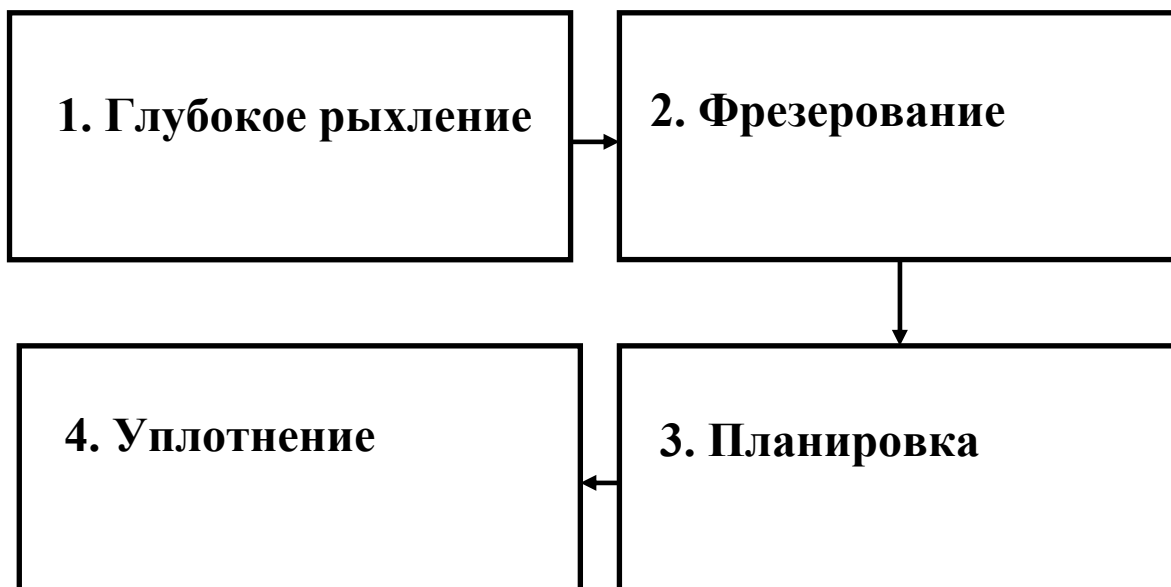 1. Глубокое рыхление
2. Фрезерование
3. Планировка
4. Уплотнение